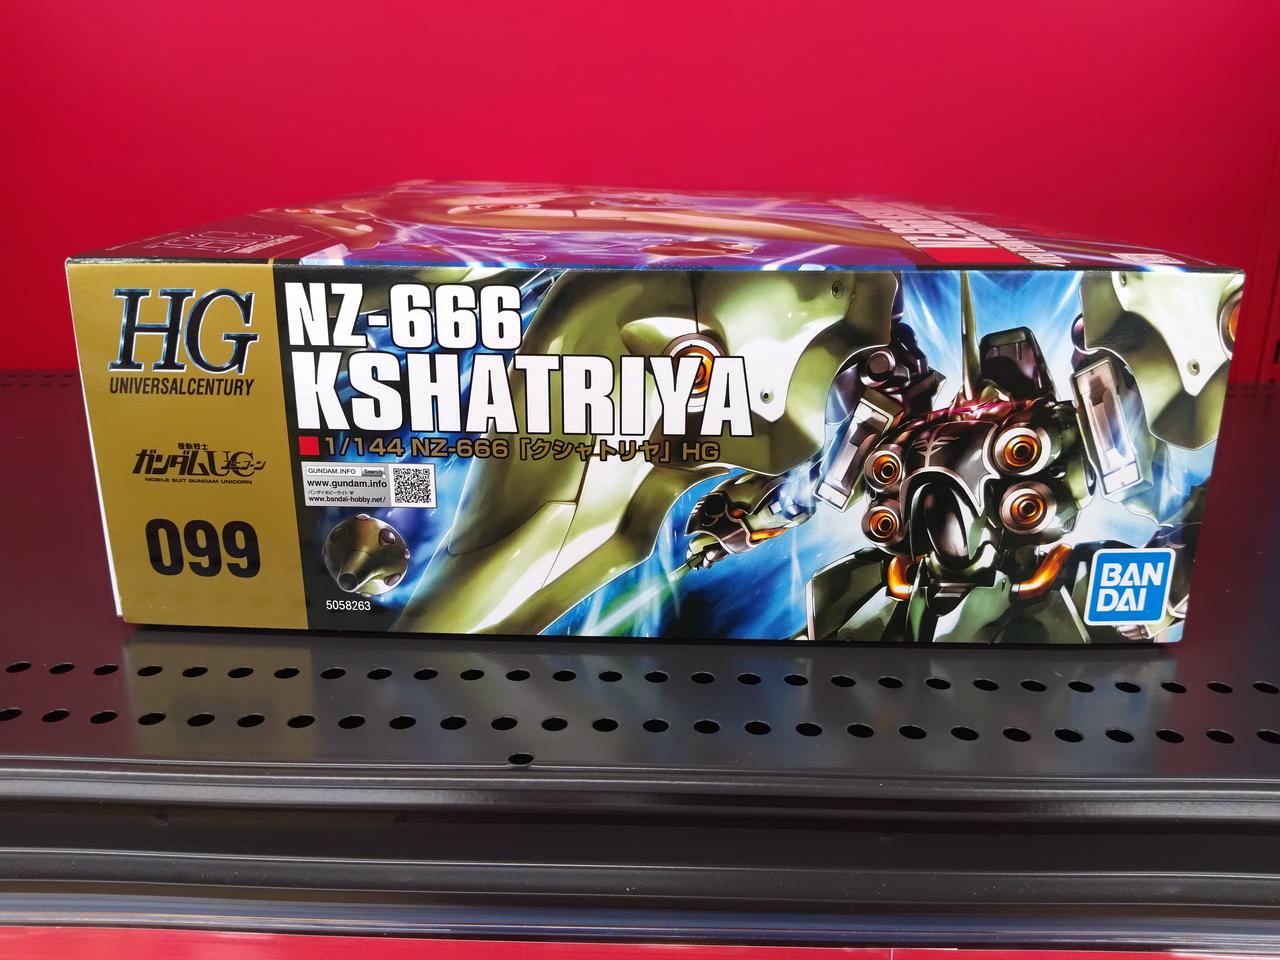 HG
UNIVERSALCENTURY
機動戦士
ガンダムUC
MOBILE SUIT GUNDAM UNICORN
099
NZ-666
KSHATRIYA
1/144 NZ-666「クシャトリヤ」HG
GUNDAM.INFO Search
www.gundam.info
バンダイホビーサイト
www.bandai-hobby.net/
5058263
BAN
DAI